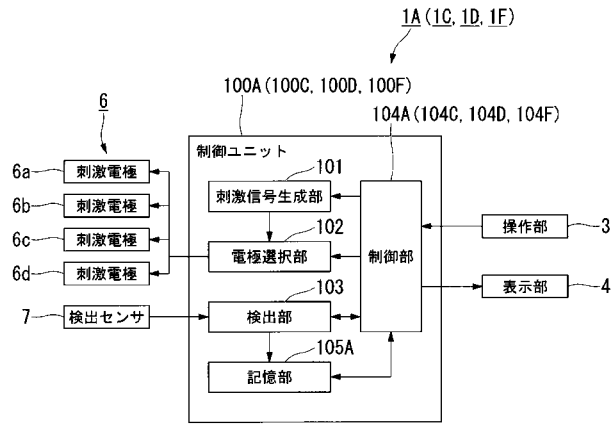 1A(1C, 1D, 1F)
100A(100C, 100D, 100F)
6
104A(104C, 104D, 104F)
制御ユニット
101
6a
刺激電極
刺激信号生成部
6b
刺激電極
102
6c
刺激電極
電極選択部
制御部
操作部
3
6d
刺激電極
103
表示部
4
7
検出センサ
検出部
105A
記憶部